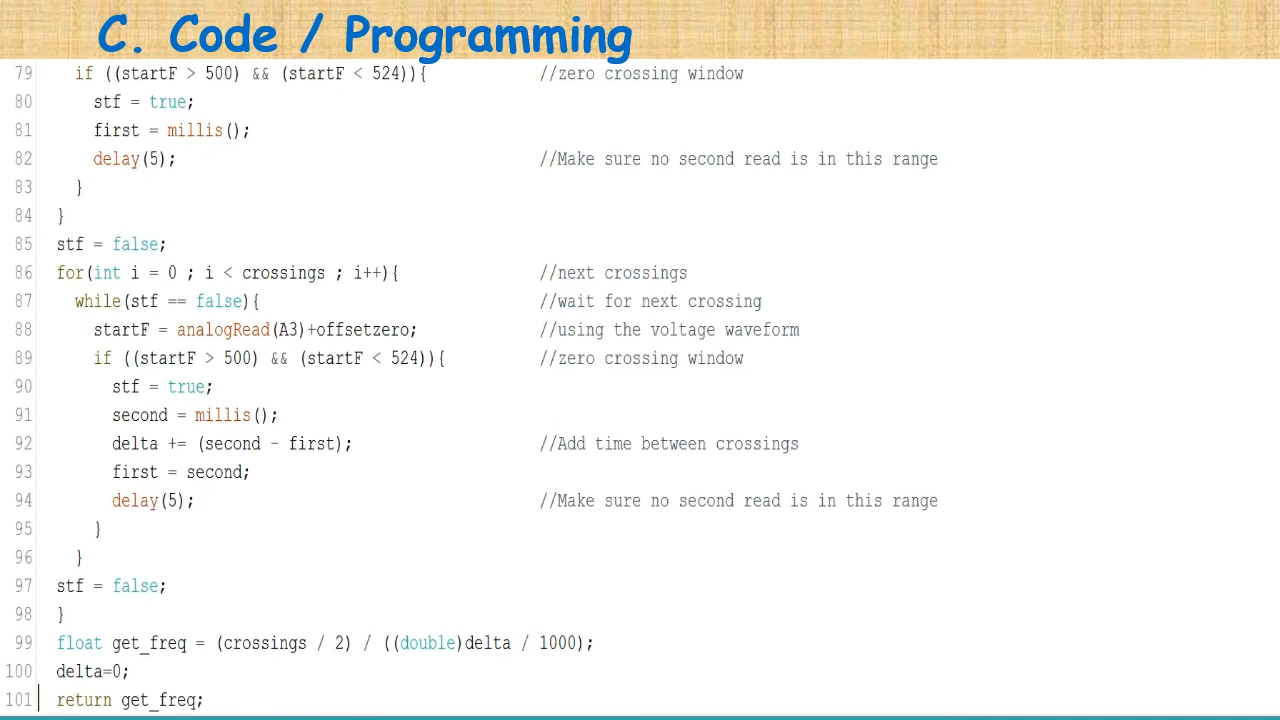 C. Code / Programming
79 if ((startF > 500) && (startF < 524)){ //zero crossing window
80 stf = true;
81 first = millis();
82 delay(5); //Make sure no second read is in this range
83 }
84 }
85 stf = false;
86 for(int i = 0 ; i < crossings ; i++){ //next crossings
87 while(stf == false){ //wait for next crossing
88 startF = analogRead(A3)+offsetzero; //using the voltage waveform
89 if ((startF > 500) && (startF < 524)){ //zero crossing window
90 stf = true;
91 second = millis();
92 delta += (second - first); //Add time between crossings
93 first = second;
94 delay(5); //Make sure no second read is in this range
95 }
96 }
97 stf = false;
98 }
99 float get_freq = (crossings / 2) / ((double)delta / 1000);
100 delta=0;
101 return get_freq;